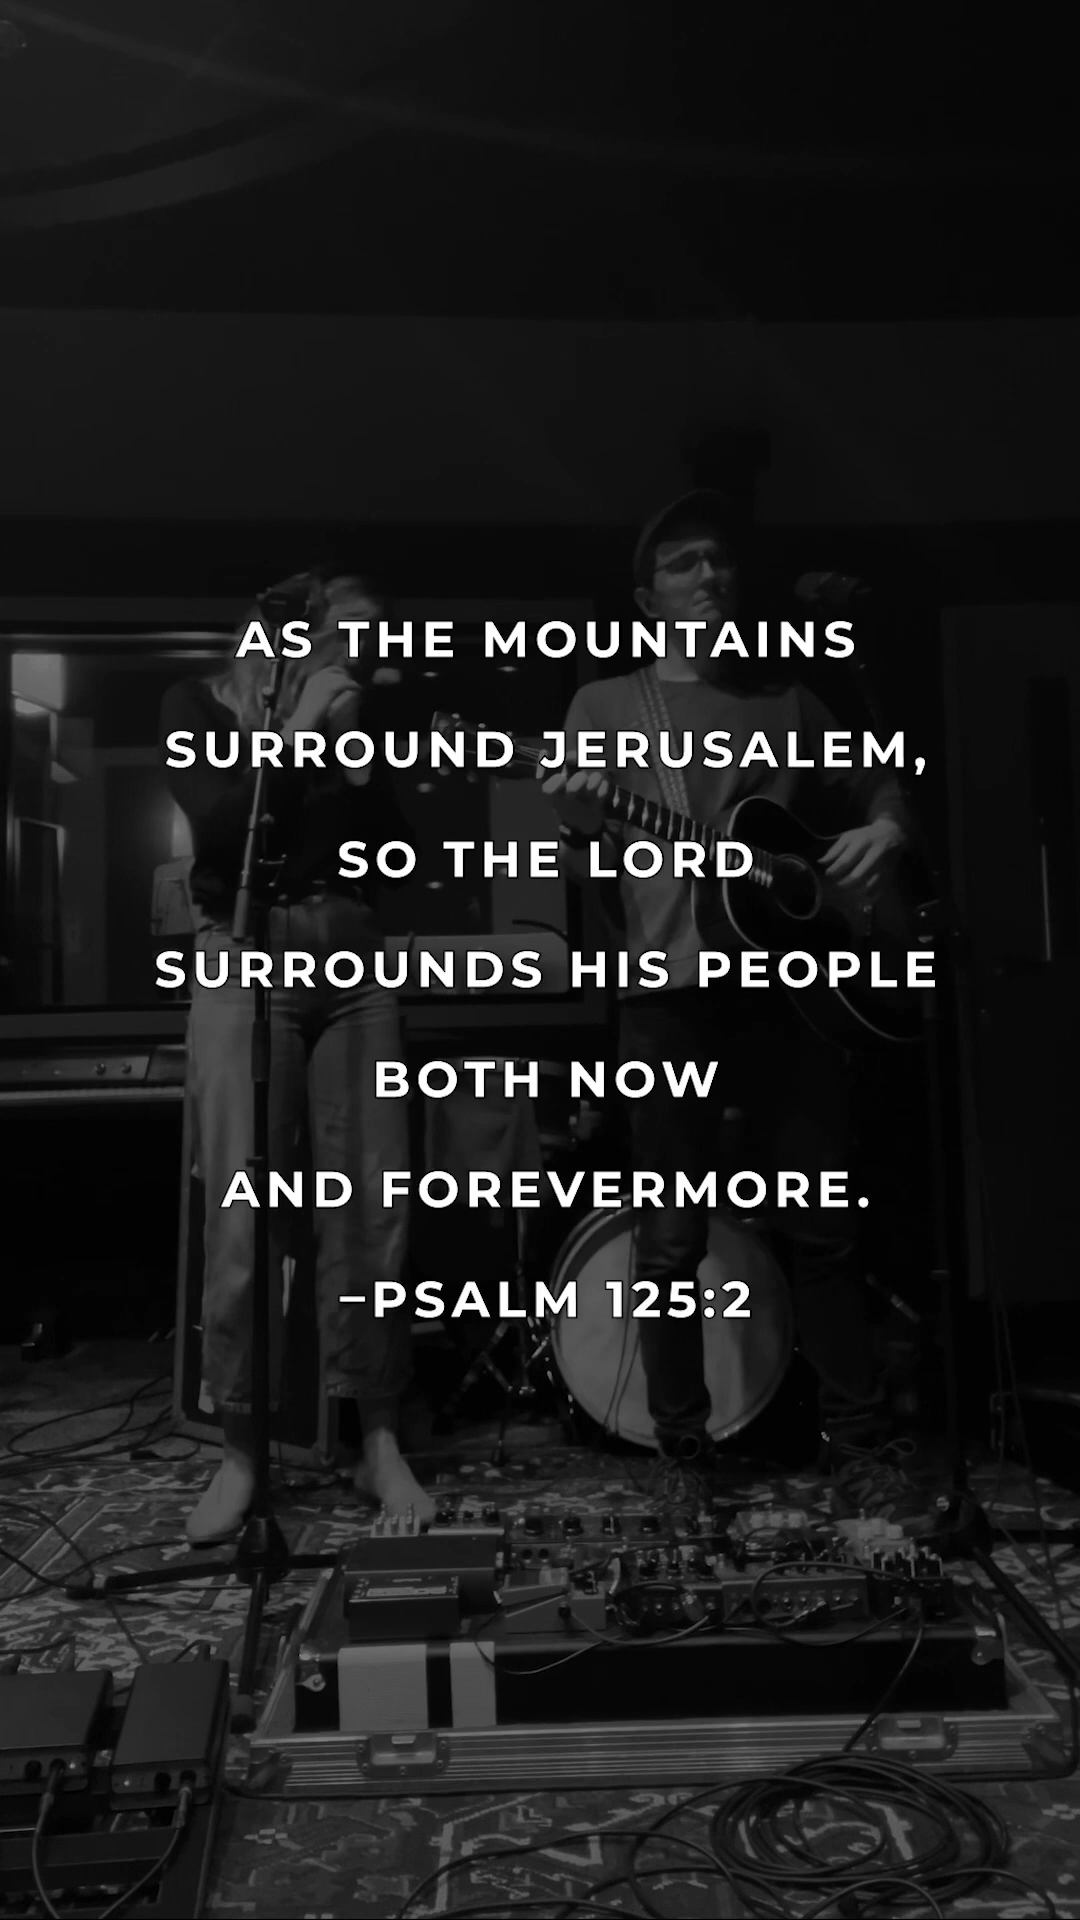 AS THE MOUNTAINS
SURROUND JERUSALEM,
SO THE LORD
SURROUNDS HIS PEOPLE
BOTH NOW
AND FOREVERMORE.
–PSALM 125:2